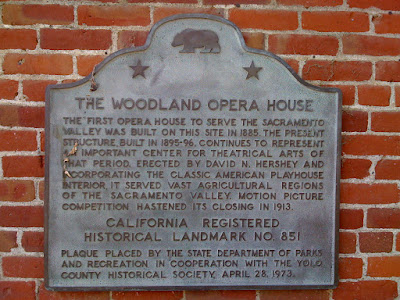 THE WOODLAND OPERA HOUSE
THE FIRST OPERA HOUSE TO SERVE THE SACRAMENTO
VALLEY WAS BUILT ON THIS SITE IN 1885. THE PRESENT
STRUCTURE, BUILT IN 1895-96, CONTINUES TO REPRESENT
AN IMPORTANT CENTER FOR THEATRICAL ARTS OF
THAT PERIOD. ERECTED BY DAVID N. HERSHEY AND
INCORPORATING THE CLASSIC AMERICAN PLAYHOUSE
INTERIOR, IT SERVED VAST AGRICULTURAL REGIONS
OF THE SACRAMENTO VALLEY. MOTION PICTURE
COMPETITION HASTENED ITS CLOSING IN 1913.
CALIFORNIA REGISTERED
HISTORICAL LANDMARK NO. 851
PLAQUE PLACED BY THE STATE DEPARTMENT OF PARKS
AND RECREATION IN COOPERATION WITH THE YOLO
COUNTY HISTORICAL SOCIETY, APRIL 28, 1973.